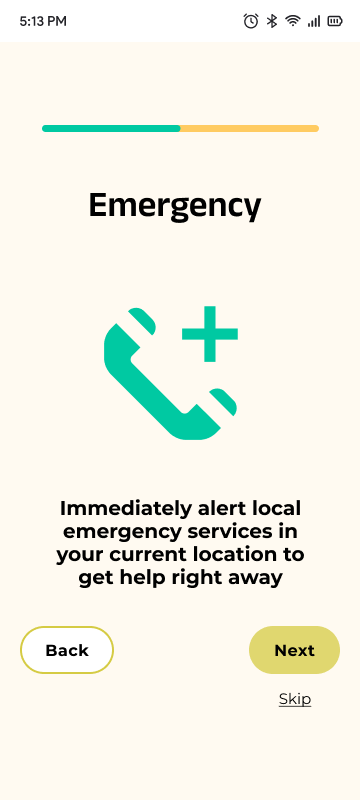 5:13 PM
Emergency
Immediately alert local
emergency services in
your current location to
get help right away
Back
Next
Skip